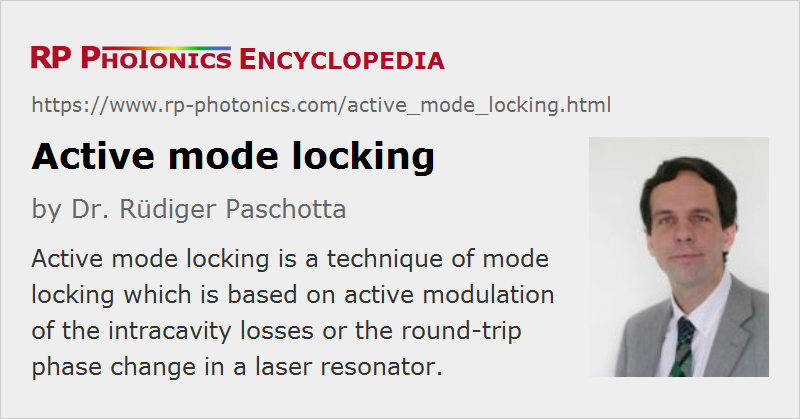 RP PHOTONICS ENCYCLOPEDIA
https://www.rp-photonics.com/active_mode_locking.html
Active mode locking
by Dr. Rüdiger Paschotta
Active mode locking is a technique of mode
locking which is based on active modulation
of the intracavity losses or the round-trip
phase change in a laser resonator.